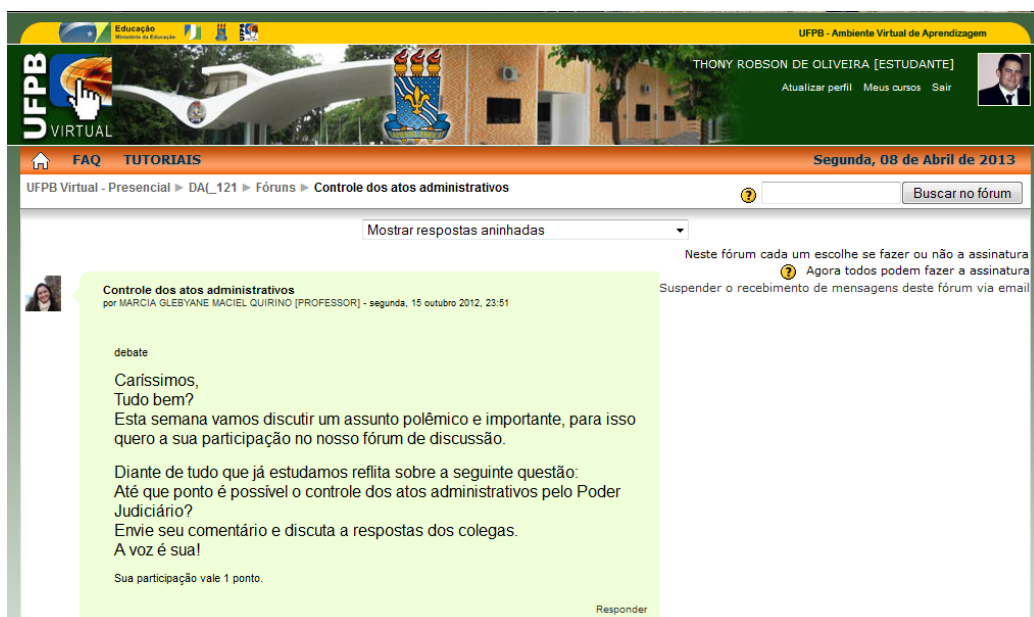 Educação
Ministério da Educação
UFPB - Ambiente Virtual de Aprendizagem
UFPB
VIRTUAL
THONY ROBSON DE OLIVEIRA [ESTUDANTE]
Atualizar perfil Meus cursos Sair
FAQ TUTORIAIS
Segunda, 08 de Abril de 2013
UFPB Virtual - Presencial ► DA(_121 ► Fóruns ► Controle dos atos administrativos
? Buscar no fórum
Mostrar respostas aninhadas
Neste fórum cada um escolhe se fazer ou não a assinatura
? Agora todos podem fazer a assinatura
Suspender o recebimento de mensagens deste fórum via email
Controle dos atos administrativos
por MARCIA GLEBYANE MACIEL QUIRINO [PROFESSOR] - segunda, 15 outubro 2012, 23:51
debate
Caríssimos,
Tudo bem?
Esta semana vamos discutir um assunto polêmico e importante, para isso
quero a sua participação no nosso fórum de discussão.
Diante de tudo que já estudamos reflita sobre a seguinte questão:
Até que ponto é possível o controle dos atos administrativos pelo Poder
Judiciário?
Envie seu comentário e discuta a respostas dos colegas.
A voz é sua!
Sua participação vale 1 ponto.
Responder